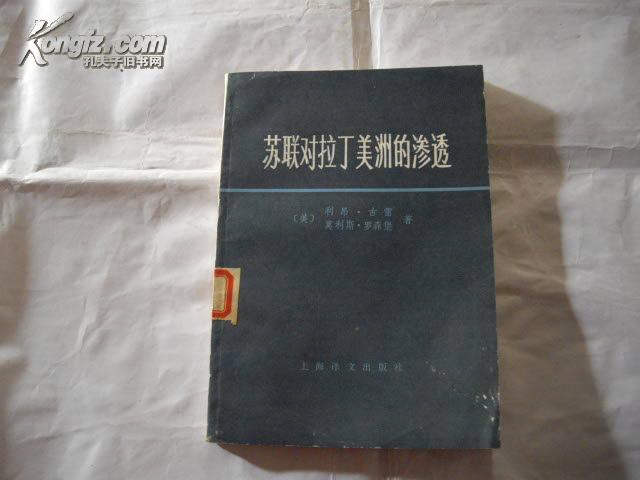 Kongfz.com
孔夫子旧书网
苏联对拉丁美洲的渗透
〔美〕 利昂·古雷 著
莫利斯·罗森堡
上海译文出版社